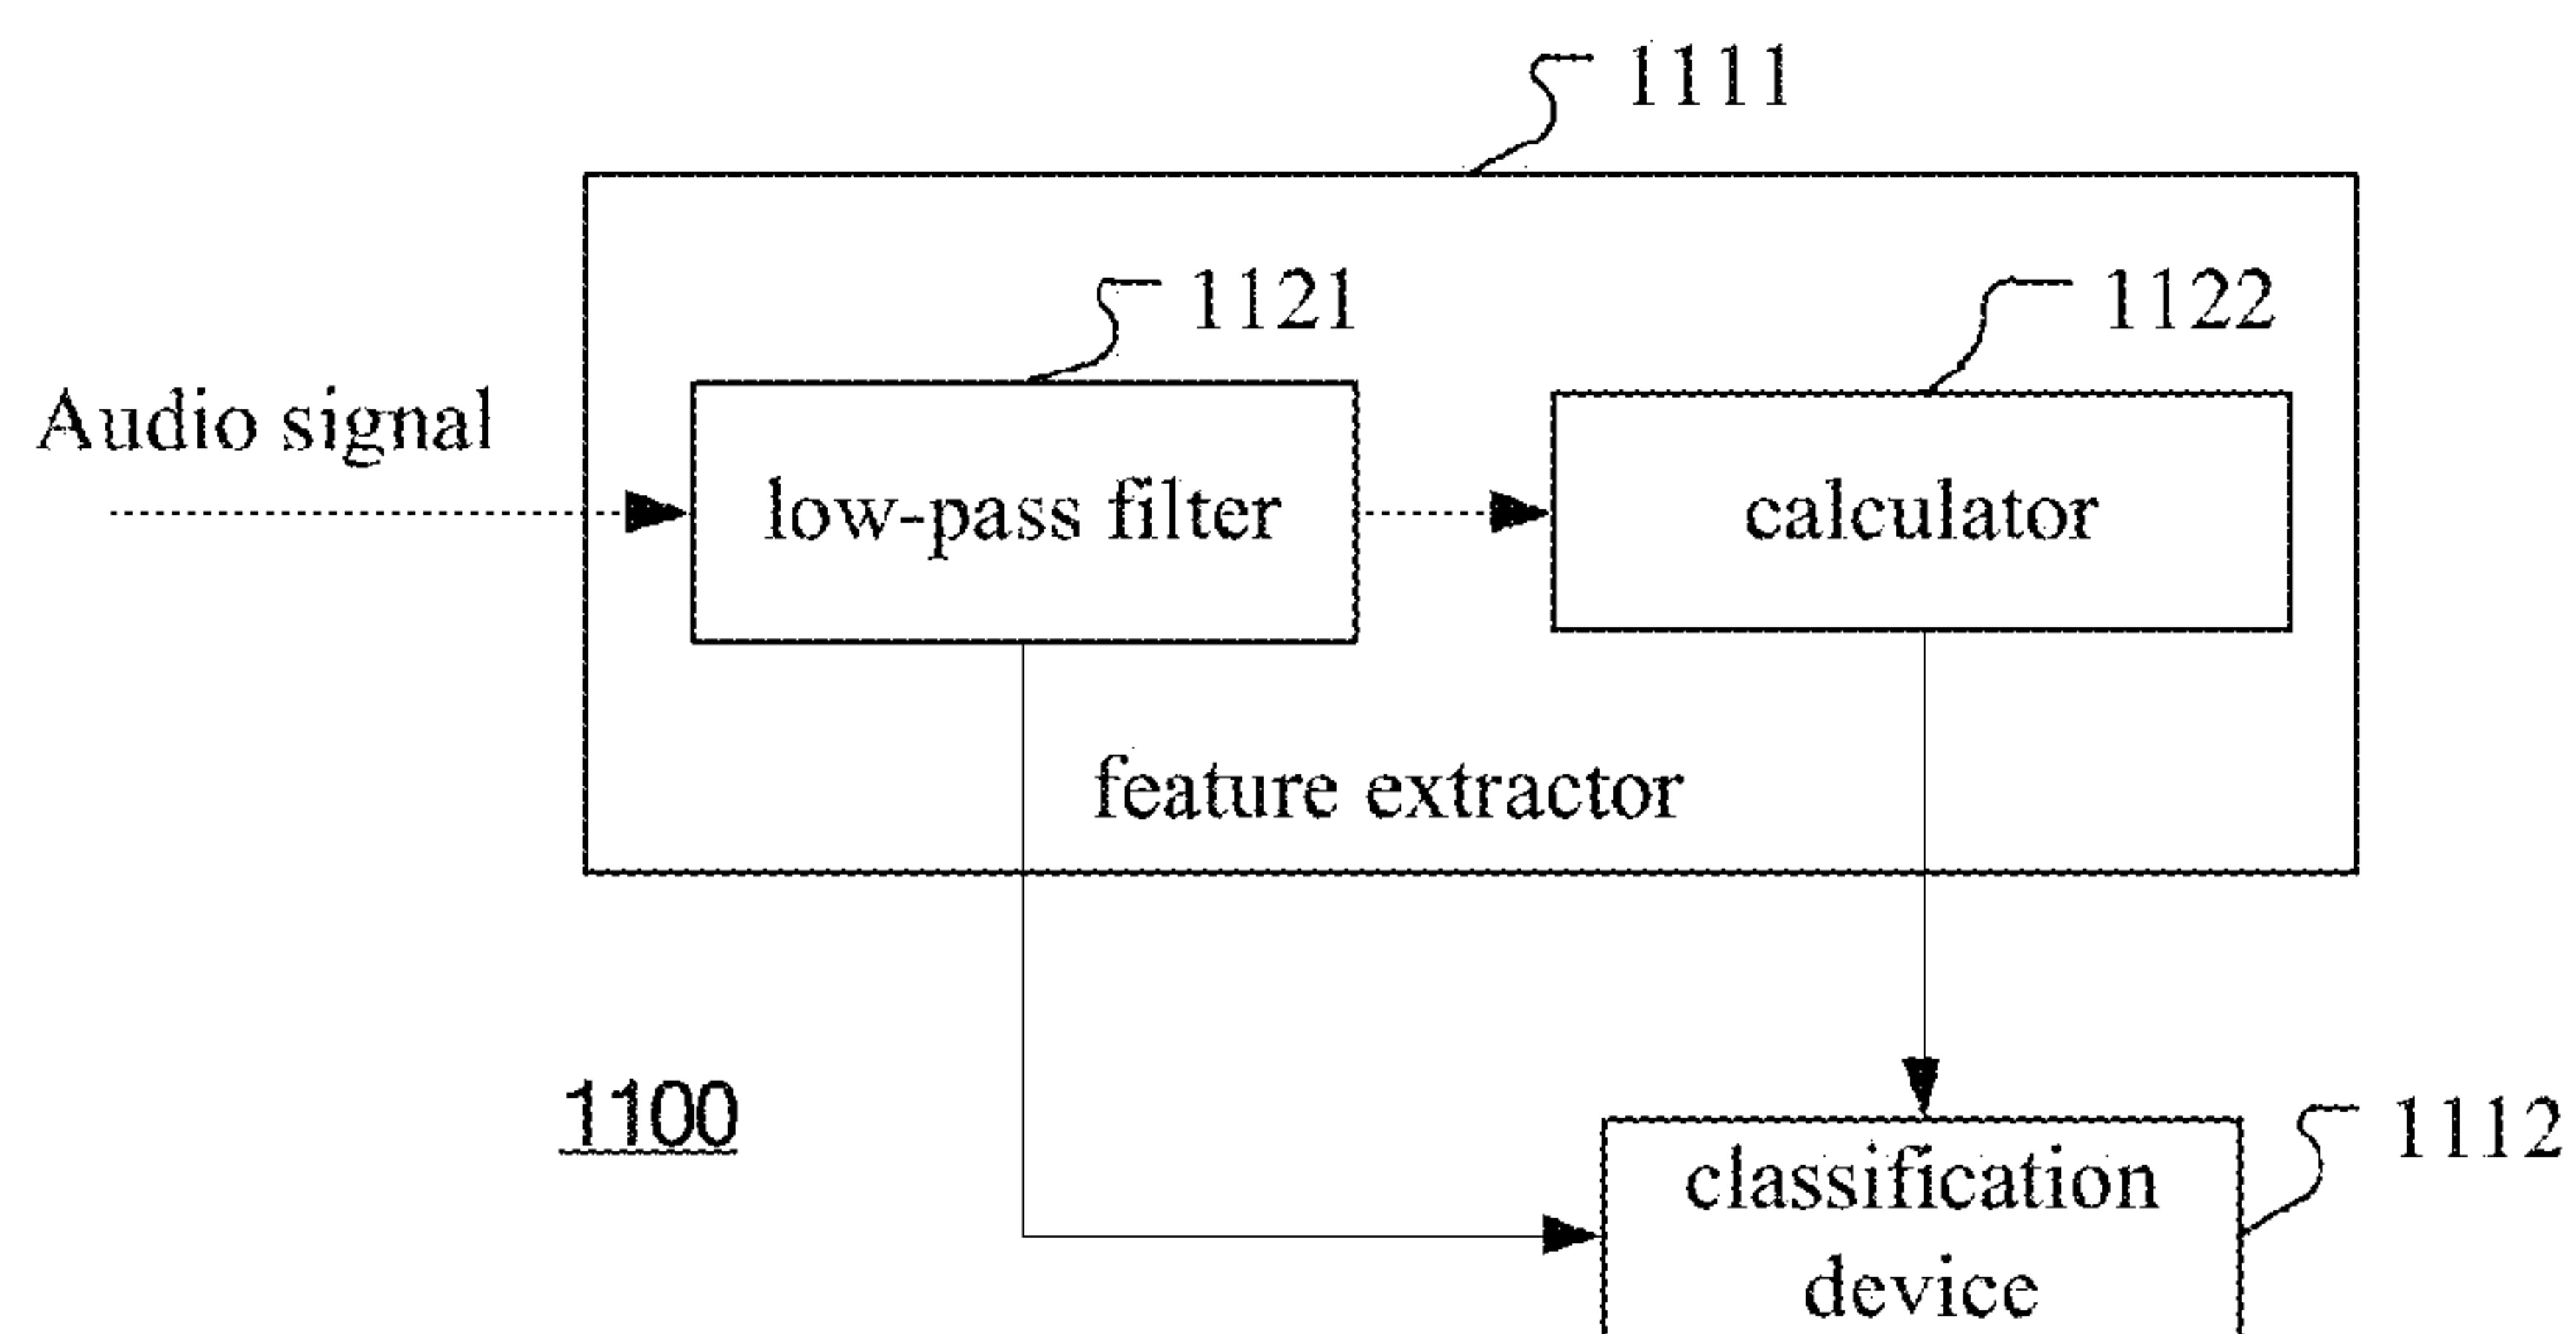 1111
1121
1122
Audio signal
low-pass filter
calculator
feature extractor
1100
1112
classification
device